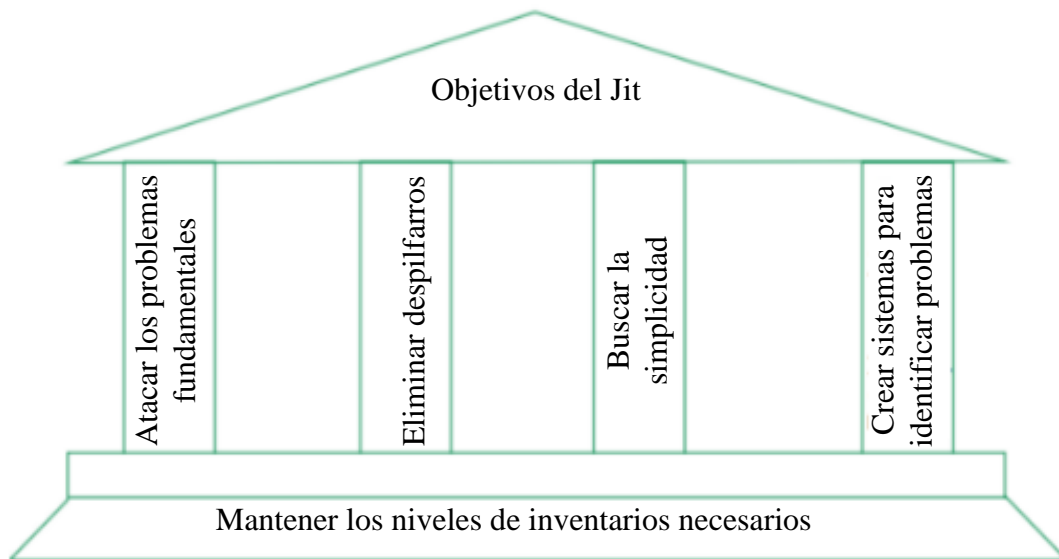 Objetivos del Jit
Atacar los problemas
fundamentales
Eliminar despilfarros
Buscar la
simplicidad
Crear sistemas para
identificar problemas
Mantener los niveles de inventarios necesarios